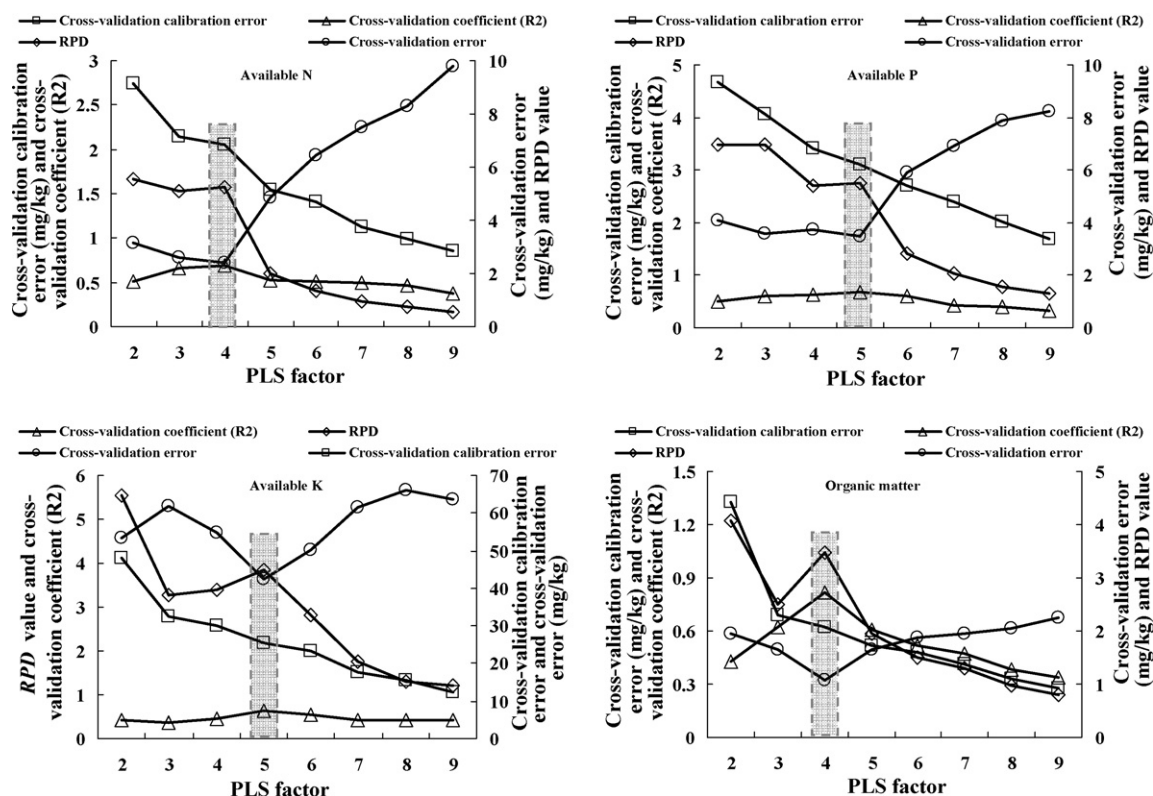 Cross-validation calibration error
Cross-validation coefficient (R2)
RPD
Cross-validation error
Available N
Cross-validation calibration
error (mg/kg) and cross-
validation coefficient (R2)
3
2.5
2
1.5
1
0.5
0
10
8
6
4
2
0
Cross-validation error
(mg/kg) and RPD value
2 3 4 5 6 7 8 9
PLS factor
Cross-validation calibration error
Cross-validation coefficient (R2)
RPD
Cross-validation error
Available P
Cross-validation calibration
error (mg/kg) and cross-
validation coefficient (R2)
5
4
3
2
1
0
10
8
6
4
2
0
Cross-validation error
(mg/kg) and RPD value
2 3 4 5 6 7 8 9
PLS factor
Cross-validation coefficient (R2)
RPD
Cross-validation error
Cross-validation calibration error
Available K
RPD value and cross-
validation coefficient (R2)
6
5
4
3
2
1
0
70
60
50
40
30
20
10
0
Cross-validation calibration
error and cross-validation
error (mg/kg)
2 3 4 5 6 7 8 9
PLS factor
Cross-validation calibration error
Cross-validation coefficient (R2)
RPD
Cross-validation error
Organic matter
Cross-validation calibration
error (mg/kg) and cross-
validation coefficient (R2)
1.5
1.2
0.9
0.6
0.3
0
5
4
3
2
1
0
Cross-validation error
(mg/kg) and RPD value
2 3 4 5 6 7 8 9
PLS factor